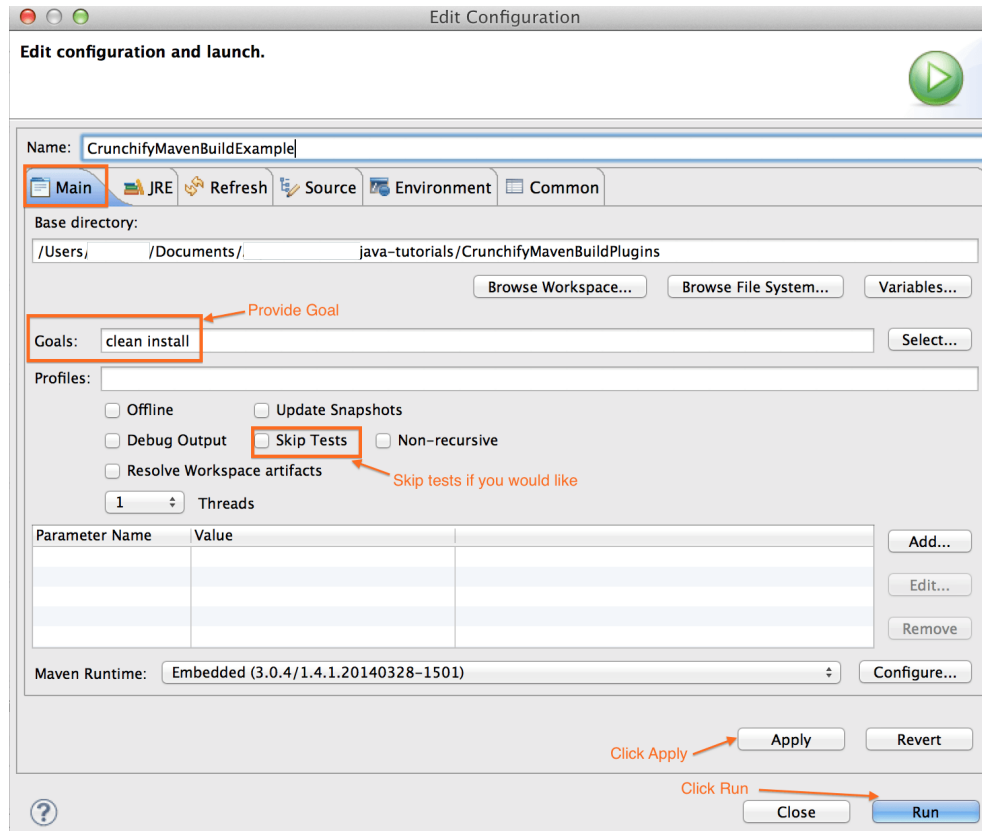 Edit Configuration
Edit configuration and launch.
Name: CrunchifyMavenBuildExample
Main JRE Refresh Source Environment Common
Base directory:
/Users/ /Documents/ java-tutorials/CrunchifyMavenBuildPlugins
Browse Workspace... Browse File System... Variables...
Provide Goal
Goals: clean install Select...
Profiles:
Offline Update Snapshots
Debug Output Skip Tests Non-recursive
Resolve Workspace artifacts
Skip tests if you would like
1 Threads
Parameter Name Value
Add...
Edit...
Remove
Maven Runtime: Embedded (3.0.4/1.4.1.20140328-1501) Configure...
Apply Revert
Click Apply
Click Run
? Close Run